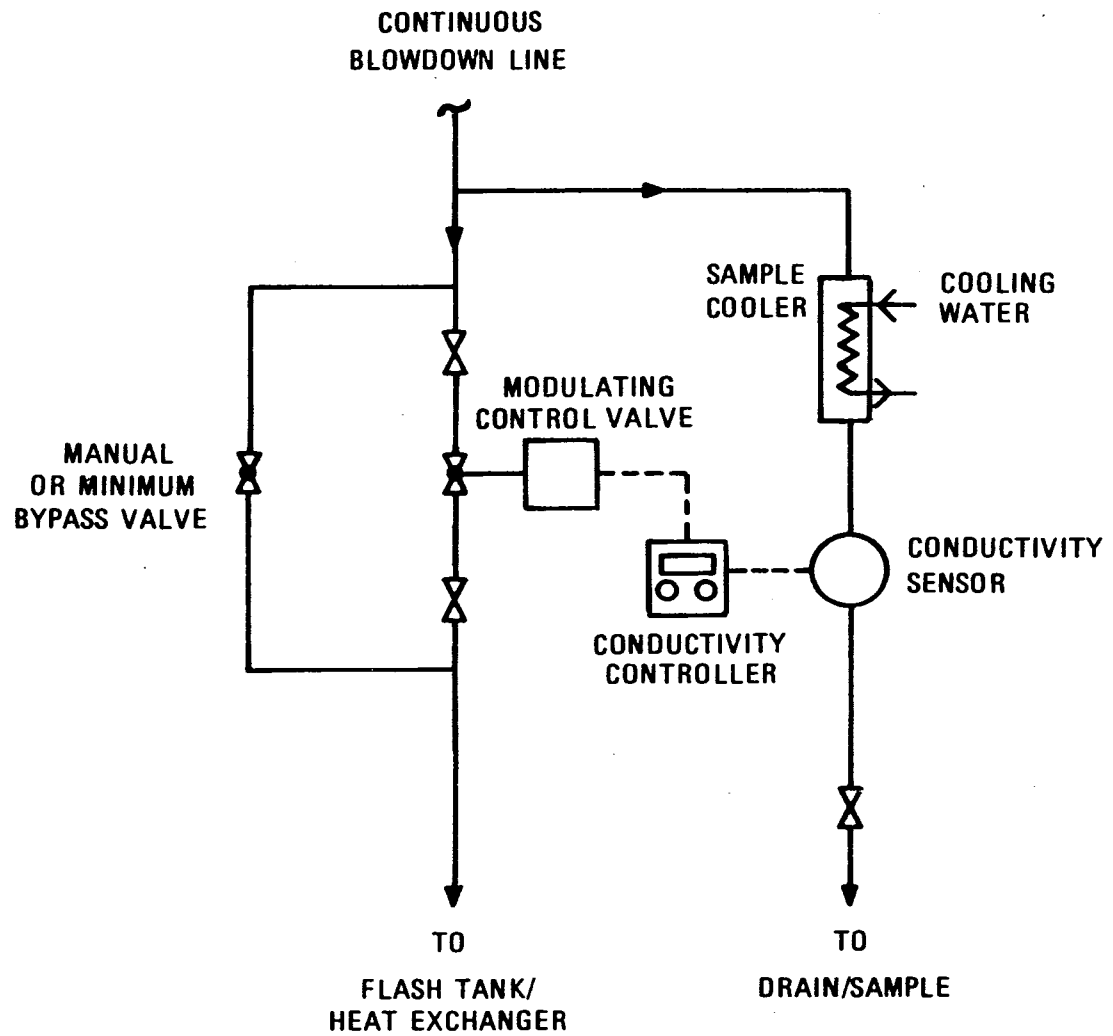 CONTINUOUS
BLOWDOWN LINE
SAMPLE
COOLER
COOLING
WATER
MODULATING
CONTROL VALVE
MANUAL
OR MINIMUM
BYPASS VALVE
CONDUCTIVITY
SENSOR
CONDUCTIVITY
CONTROLLER
TO
FLASH TANK/
HEAT EXCHANGER
TO
DRAIN/SAMPLE